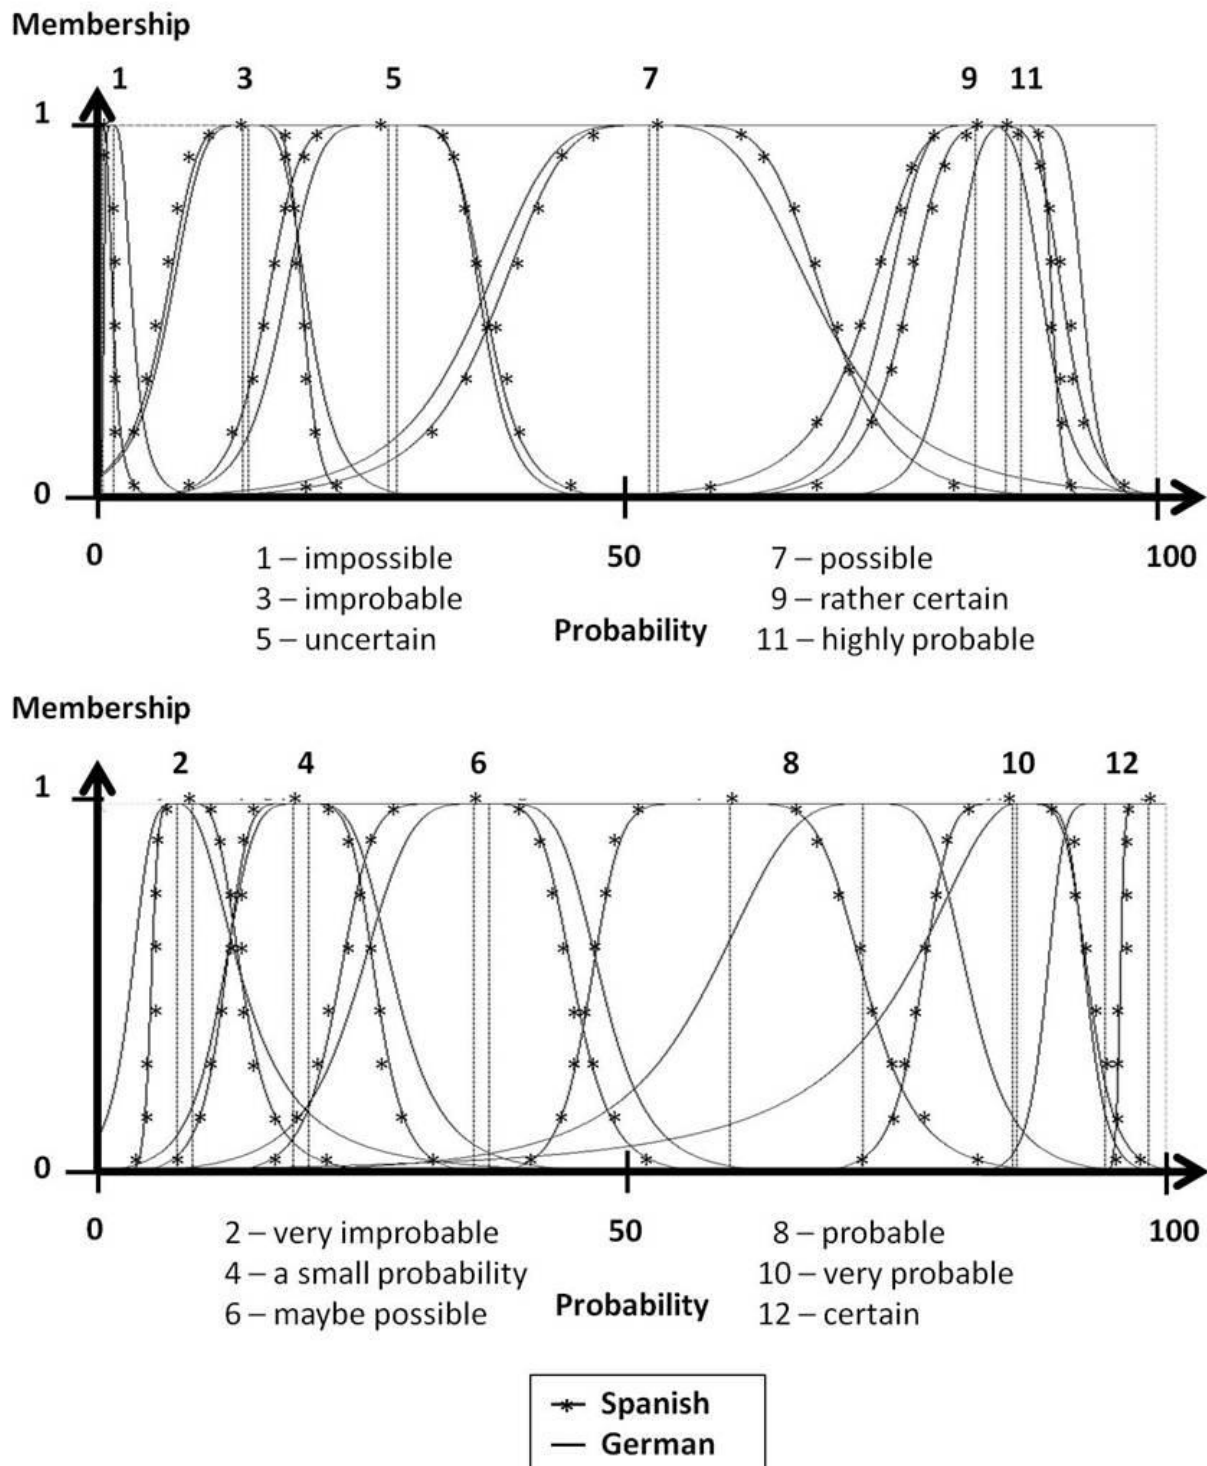 Membership
1 3 5 7 9 11
1
0
0 50 100
1 – impossible
3 – improbable
5 – uncertain
7 – possible
9 – rather certain
11 – highly probable
Probability
Membership
2 4 6 8 10 12
1
0
0 50 100
2 – very improbable
4 – a small probability
6 – maybe possible
8 – probable
10 – very probable
12 – certain
Probability
Spanish
German